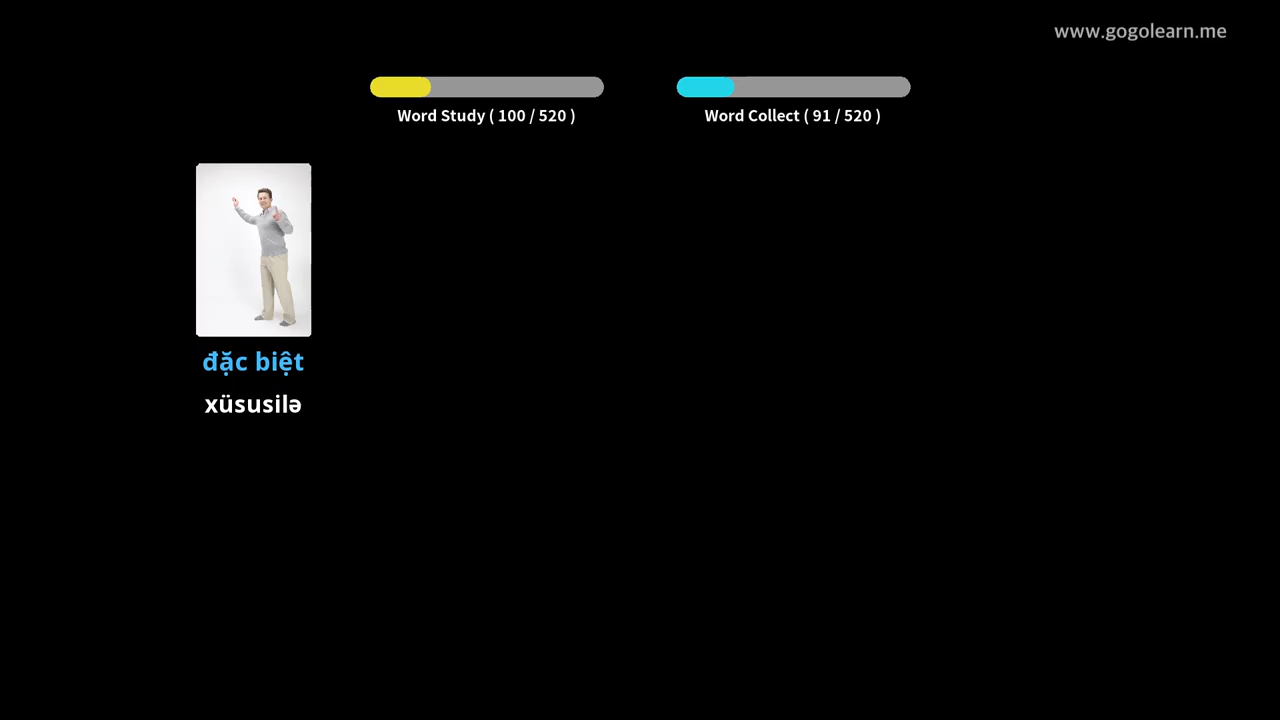 www.gogolearn.me
Word Study ( 100 / 520 )
Word Collect ( 91 / 520 )
đặc biệt
xüsusilə